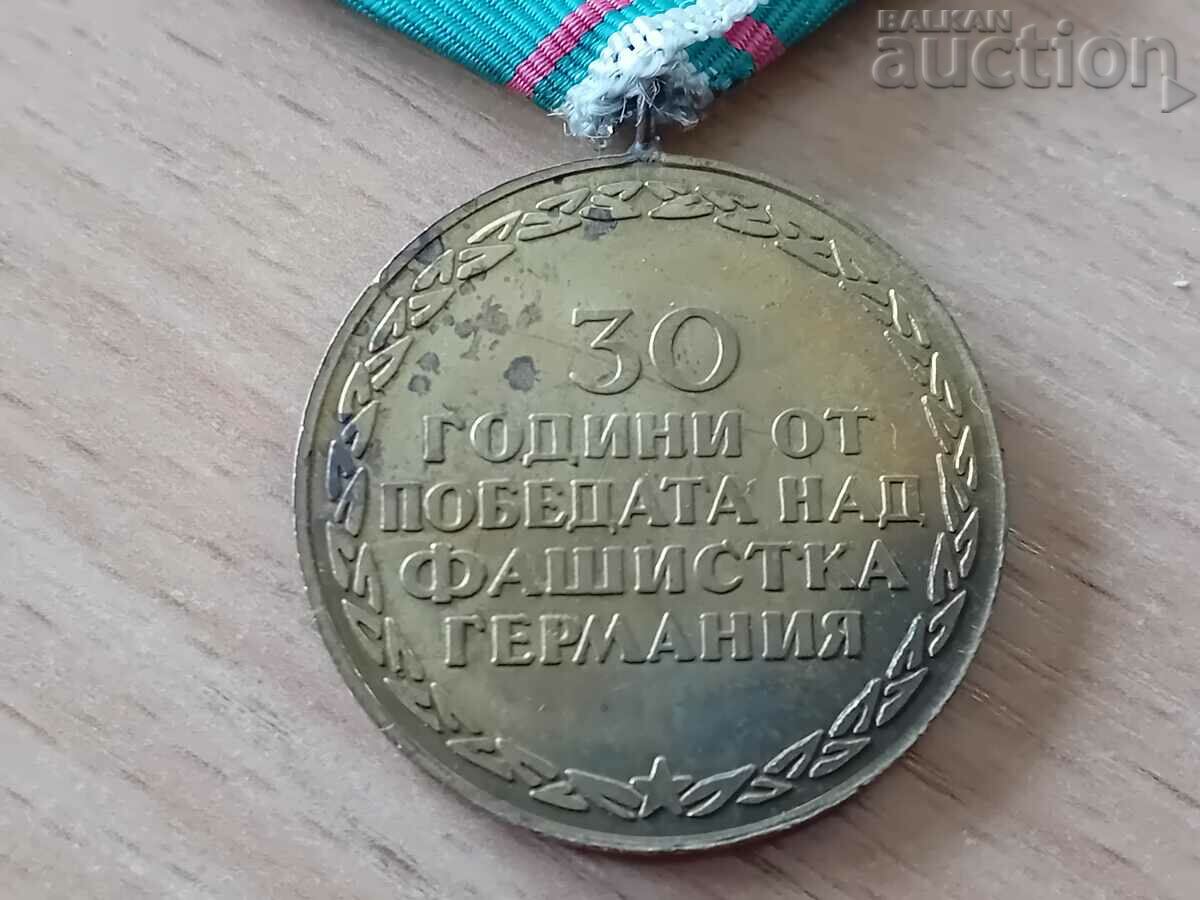 BALKAN
auction
30
ГОДИНИ ОТ
ПОБЕДАТА НАД
ФАШИСТКА
ГЕРМАНИЯ